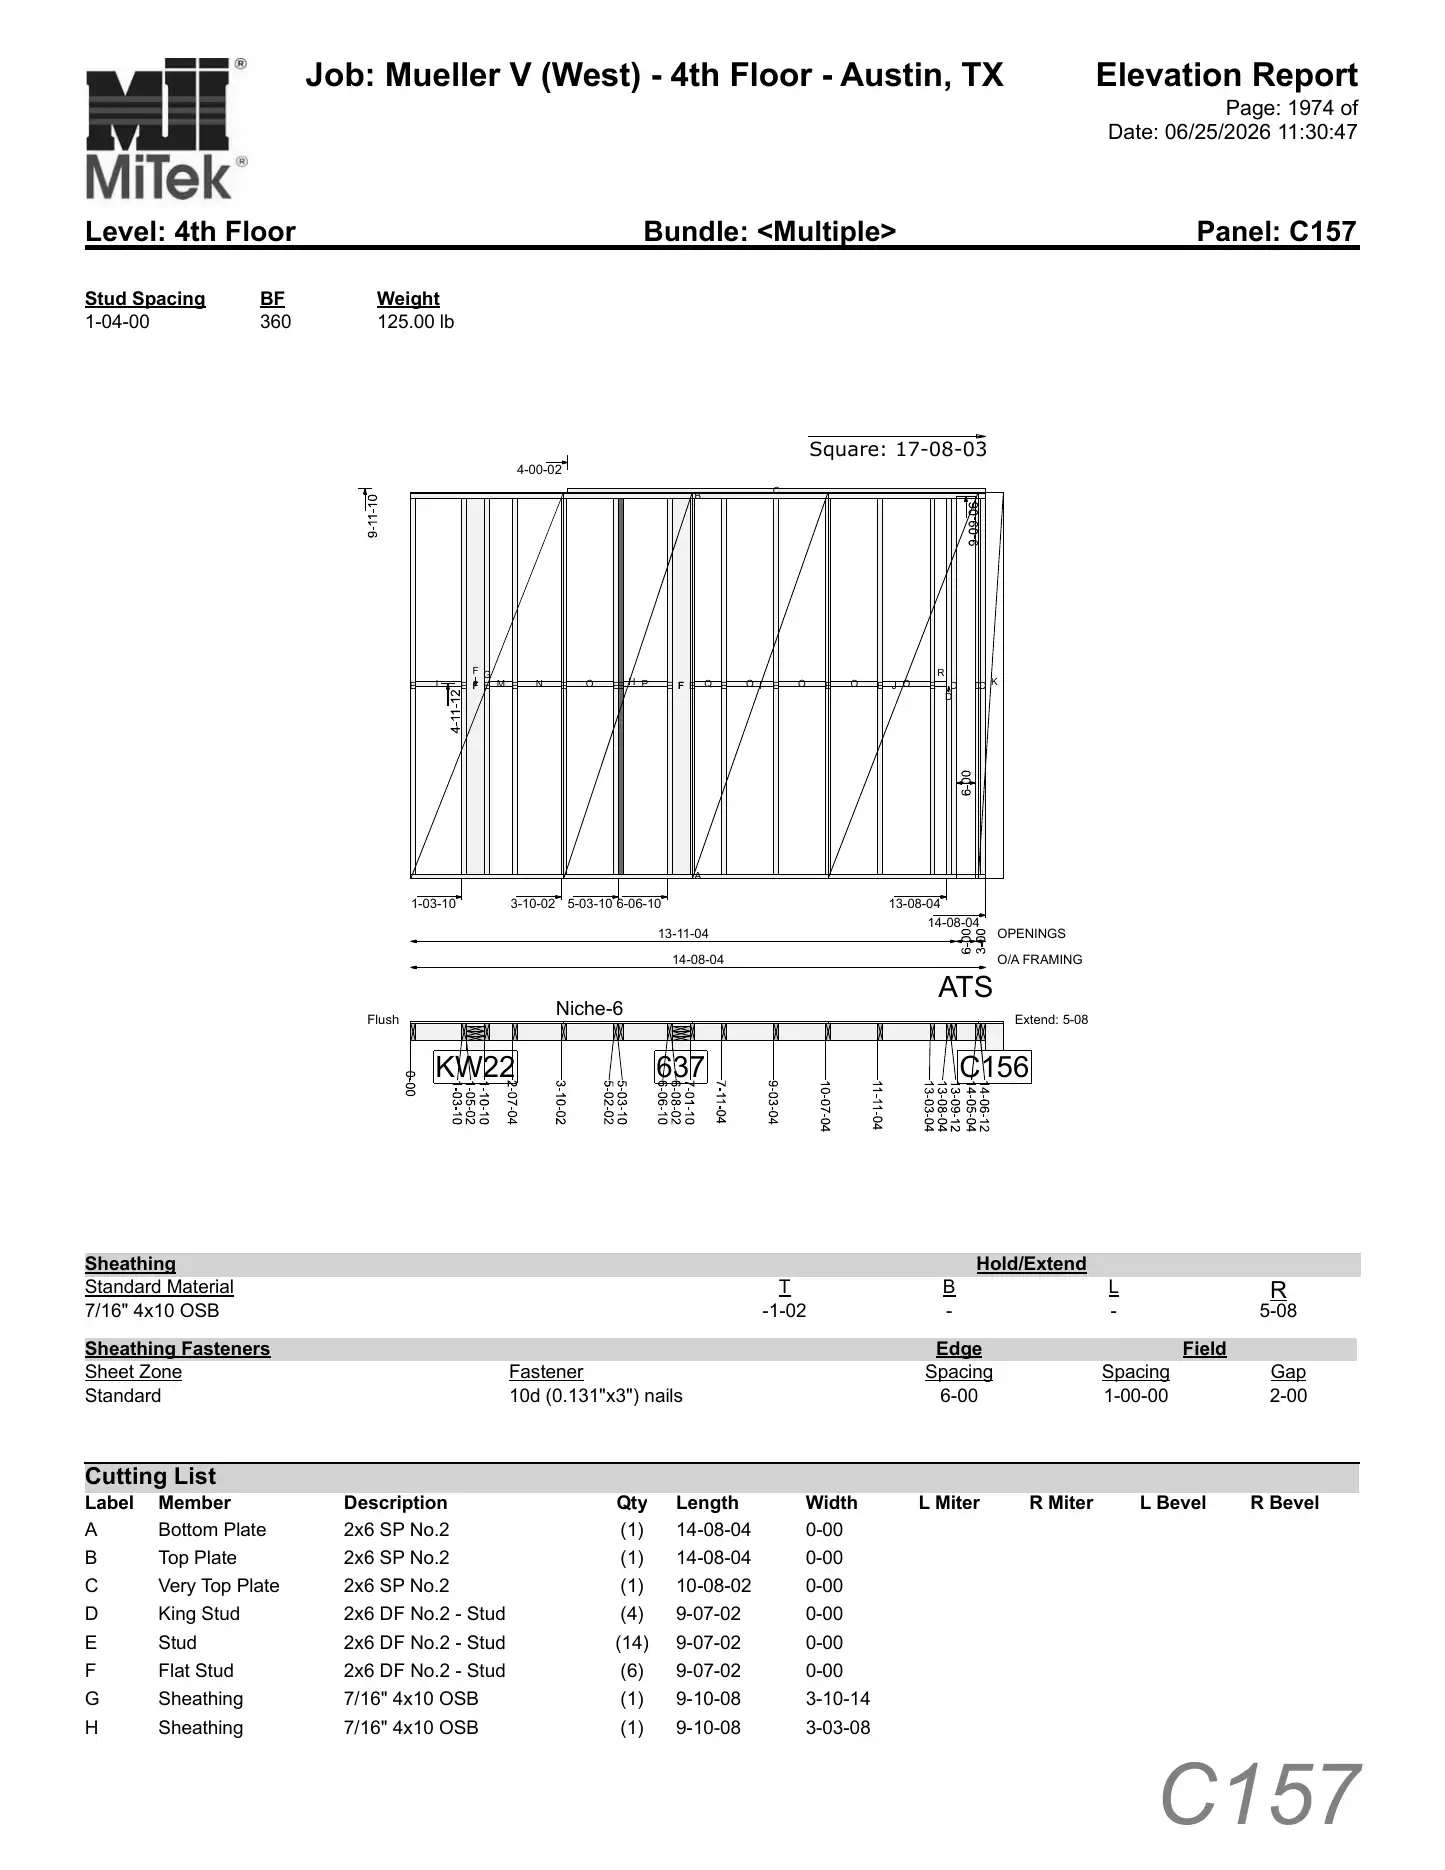 MiTek®
Job: Mueller V (West) - 4th Floor - Austin, TX
Elevation Report
Page: 1974 of
Date: 06/25/2026 11:30:47
Level: 4th Floor Bundle: <Multiple> Panel: C157
Stud Spacing BF Weight
1-04-00 360 125.00 lb
Square: 17-08-03
4-00-02
9-11-10
C
B
9-09-06
F G R
F M N O H P F Q O O O J O K
D
4-11-12
6-00
A
1-03-10 3-10-02 5-03-10 6-06-10 13-08-04
14-08-04
13-11-04 6-00 3-00 OPENINGS
14-08-04 O/A FRAMING
ATS
Niche-6
Flush Extend: 5-08
KW22 637 C156
0-00 1-03-10 1-05-02 1-10-10 2-07-04 3-10-02 5-02-02 5-03-10 6-06-10 6-08-02 7-01-10 7-11-04 9-03-04 10-07-04 11-11-04 13-03-04 13-08-04 13-09-12 14-05-04 14-06-12
Sheathing Hold/Extend
Standard Material T B L R
7/16" 4x10 OSB -1-02 - - 5-08
Sheathing Fasteners Edge Field
Sheet Zone Fastener Spacing Spacing Gap
Standard 10d (0.131"x3") nails 6-00 1-00-00 2-00
Cutting List
Label Member Description Qty Length Width L Miter R Miter L Bevel R Bevel
A Bottom Plate 2x6 SP No.2 (1) 14-08-04 0-00
B Top Plate 2x6 SP No.2 (1) 14-08-04 0-00
C Very Top Plate 2x6 SP No.2 (1) 10-08-02 0-00
D King Stud 2x6 DF No.2 - Stud (4) 9-07-02 0-00
E Stud 2x6 DF No.2 - Stud (14) 9-07-02 0-00
F Flat Stud 2x6 DF No.2 - Stud (6) 9-07-02 0-00
G Sheathing 7/16" 4x10 OSB (1) 9-10-08 3-10-14
H Sheathing 7/16" 4x10 OSB (1) 9-10-08 3-03-08
C157